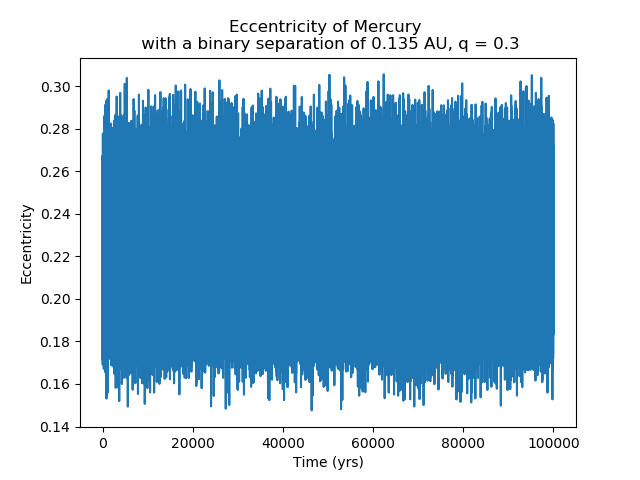 Eccentricity of Mercury
with a binary separation of 0.135 AU, q = 0.3
Eccentricity
0.30
0.28
0.26
0.24
0.22
0.20
0.18
0.16
0.14
0 20000 40000 60000 80000 100000
Time (yrs)